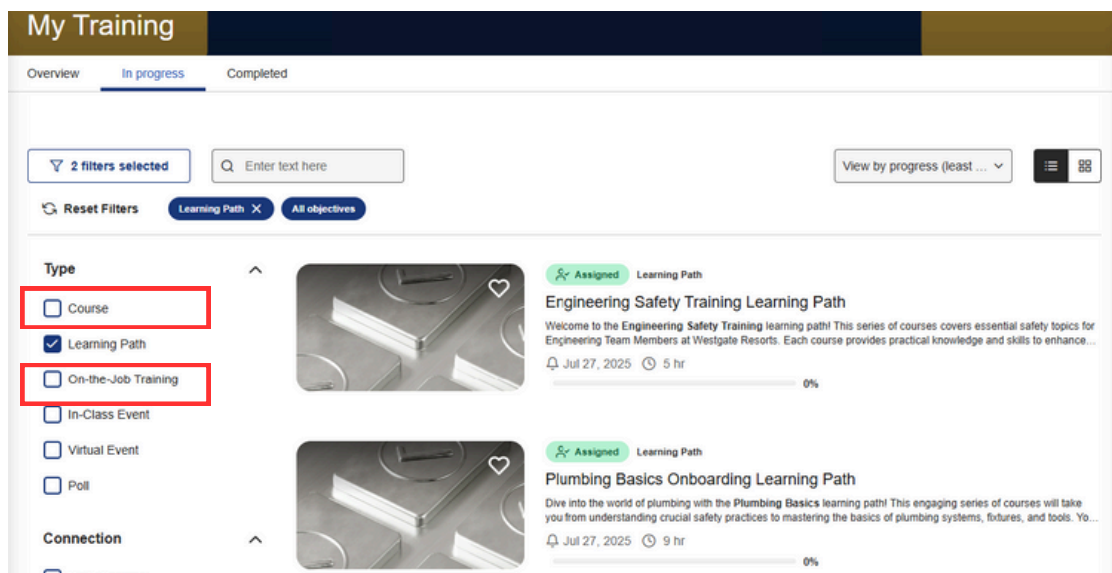 My Training
Overview In progress Completed
2 filters selected
Enter text here
View by progress (least ...
Reset Filters Learning Path X All objectives
Type
Course
Learning Path
On-the-Job Training
In-Class Event
Virtual Event
Poll
Connection
Assigned Learning Path
Engineering Safety Training Learning Path
Welcome to the Engineering Safety Training learning path! This series of courses covers essential safety topics for
Engineering Team Members at Westgate Resorts. Each course provides practical knowledge and skills to enhance...
Jul 27, 2025 5 hr
0%
Assigned Learning Path
Plumbing Basics Onboarding Learning Path
Dive into the world of plumbing with the Plumbing Basics learning path! This engaging series of courses will take
you from understanding crucial safety practices to mastering the basics of plumbing systems, fixtures, and tools. Yo...
Jul 27, 2025 9 hr
0%